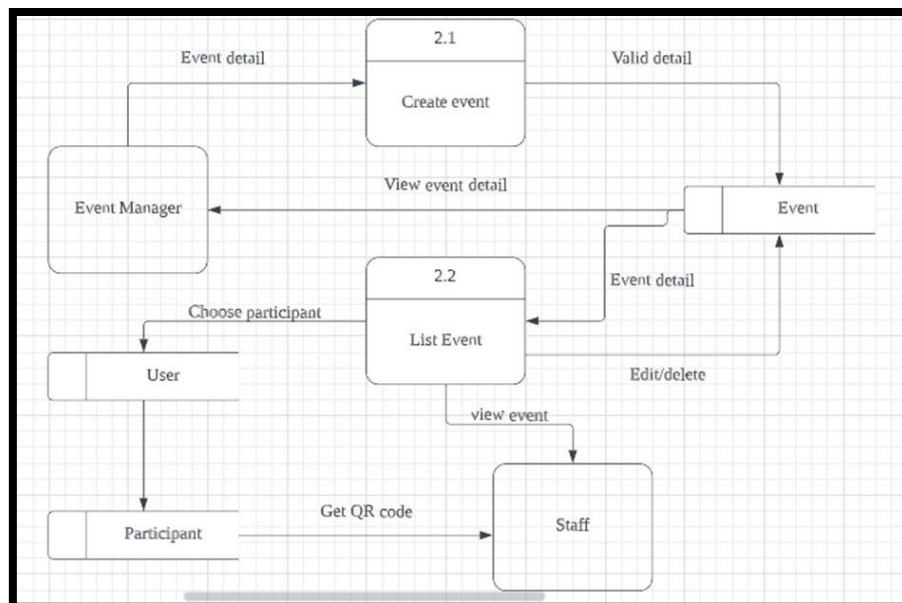 2.1
Event detail
Valid detail
Create event
View event detail
Event Manager
Event
2.2
Event detail
Choose participant
List Event
User
Edit/delete
view event
Get QR code
Staff
Participant